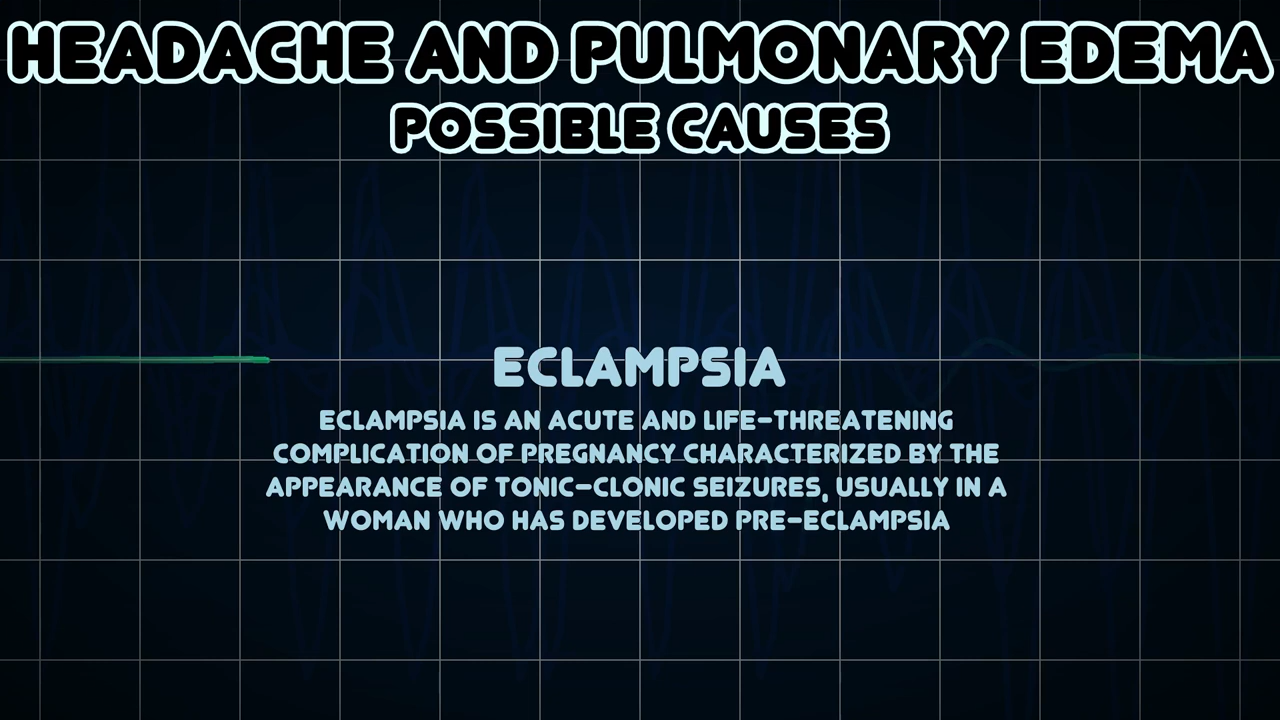 HEADACHE AND PULMONARY EDEMA
POSSIBLE CAUSES
ECLAMPSIA
ECLAMPSIA IS AN ACUTE AND LIFE-THREATENING
COMPLICATION OF PREGNANCY CHARACTERIZED BY THE
APPEARANCE OF TONIC-CLONIC SEIZURES, USUALLY IN A
WOMAN WHO HAS DEVELOPED PRE-ECLAMPSIA